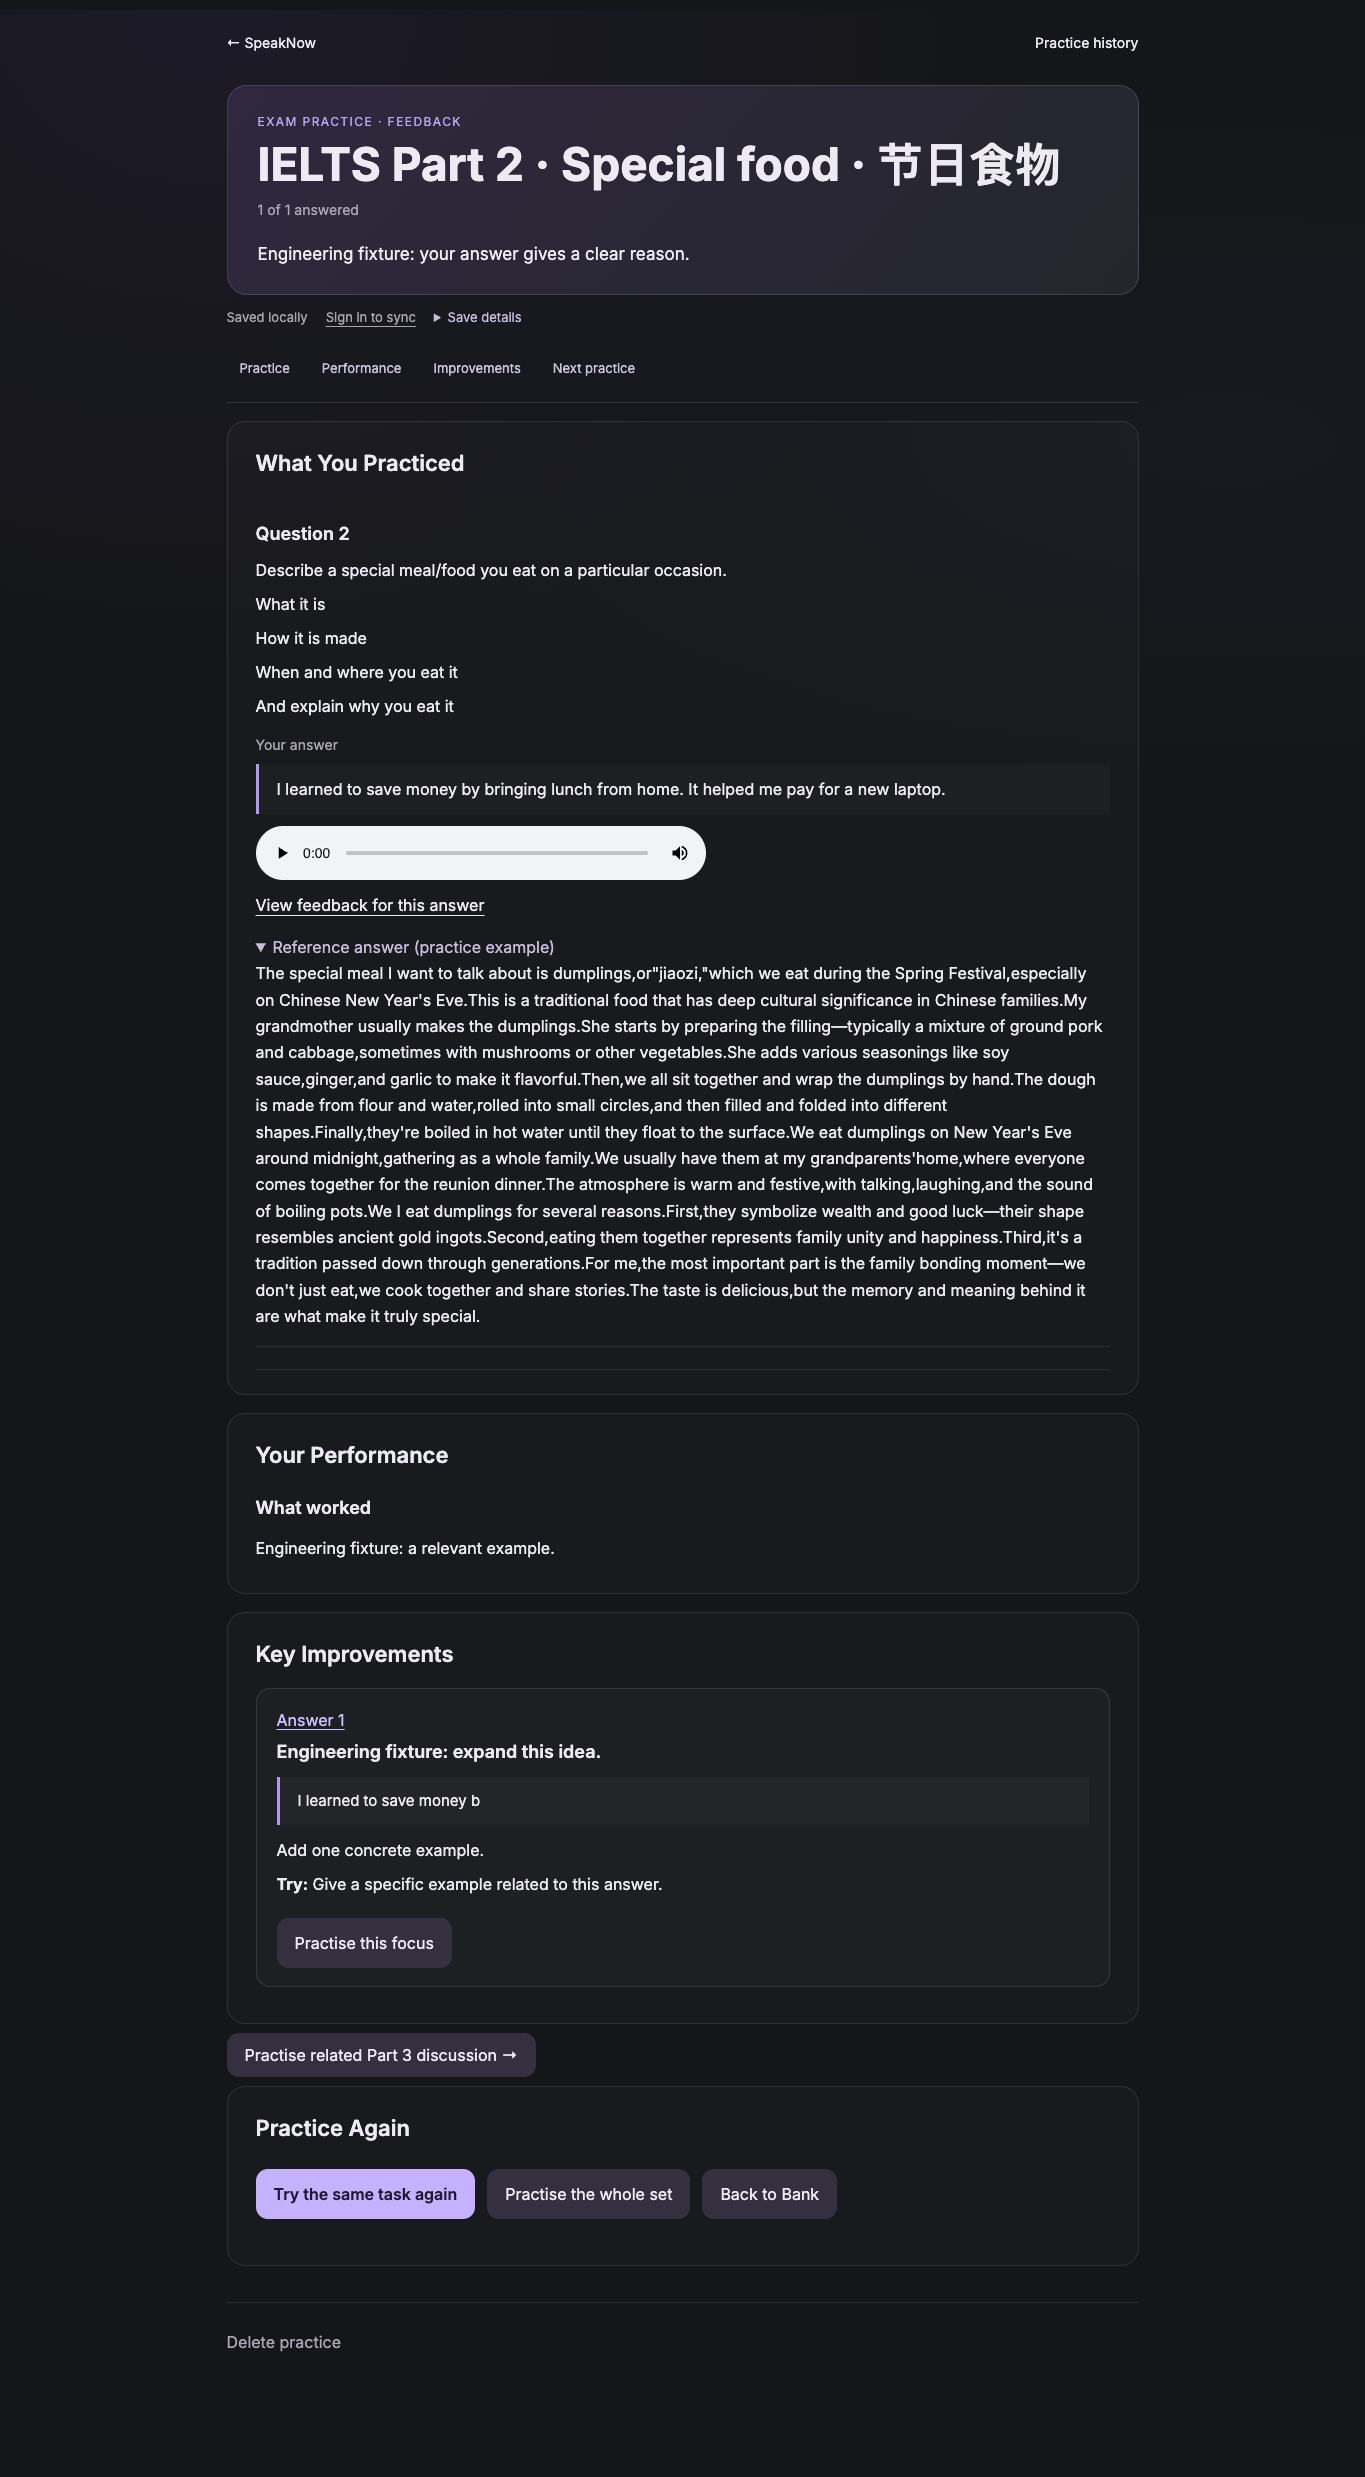 ← SpeakNow
Practice history
EXAM PRACTICE · FEEDBACK
IELTS Part 2 · Special food · 节日食物
1 of 1 answered
Engineering fixture: your answer gives a clear reason.
Saved locally Sign in to sync ▶ Save details
Practice Performance Improvements Next practice
What You Practiced
Question 2
Describe a special meal/food you eat on a particular occasion.
What it is
How it is made
When and where you eat it
And explain why you eat it
Your answer
I learned to save money by bringing lunch from home. It helped me pay for a new laptop.
0:00
View feedback for this answer
▼ Reference answer (practice example)
The special meal I want to talk about is dumplings,or"jiaozi,"which we eat during the Spring Festival,especially
on Chinese New Year's Eve.This is a traditional food that has deep cultural significance in Chinese families.My
grandmother usually makes the dumplings.She starts by preparing the filling—typically a mixture of ground pork
and cabbage,sometimes with mushrooms or other vegetables.She adds various seasonings like soy
sauce,ginger,and garlic to make it flavorful.Then,we all sit together and wrap the dumplings by hand.The dough
is made from flour and water,rolled into small circles,and then filled and folded into different
shapes.Finally,they're boiled in hot water until they float to the surface.We eat dumplings on New Year's Eve
around midnight,gathering as a whole family.We usually have them at my grandparents'home,where everyone
comes together for the reunion dinner.The atmosphere is warm and festive,with talking,laughing,and the sound
of boiling pots.We I eat dumplings for several reasons.First,they symbolize wealth and good luck—their shape
resembles ancient gold ingots.Second,eating them together represents family unity and happiness.Third,it's a
tradition passed down through generations.For me,the most important part is the family bonding moment—we
don't just eat,we cook together and share stories.The taste is delicious,but the memory and meaning behind it
are what make it truly special.
Your Performance
What worked
Engineering fixture: a relevant example.
Key Improvements
Answer 1
Engineering fixture: expand this idea.
I learned to save money b
Add one concrete example.
Try: Give a specific example related to this answer.
Practise this focus
Practise related Part 3 discussion →
Practice Again
Try the same task again Practise the whole set Back to Bank
Delete practice